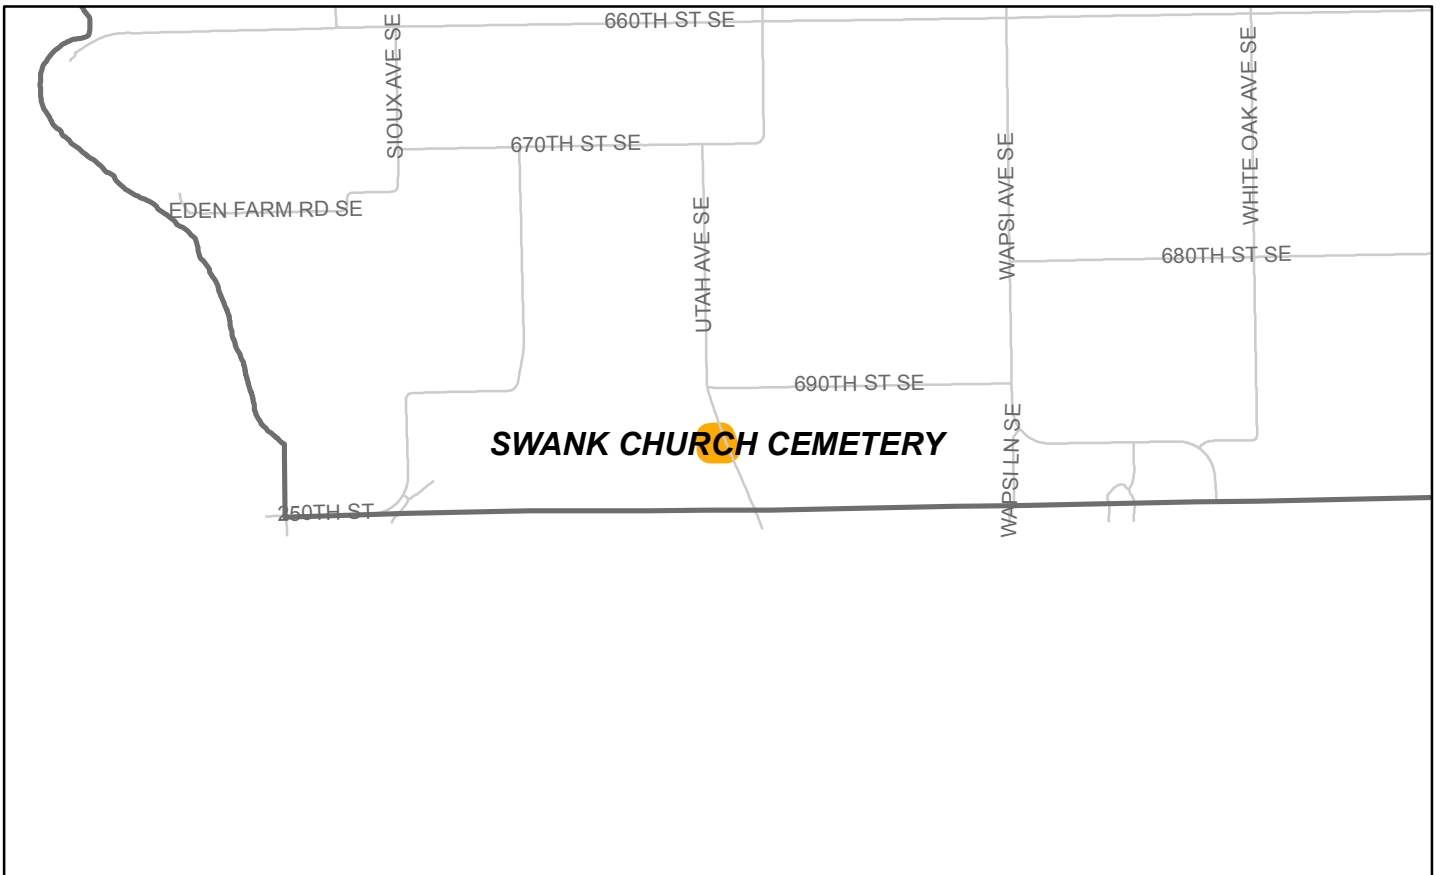 660TH ST SE
SIOUX AVE SE
WHITE OAK AVE SE
670TH ST SE
WAPSI AVE SE
EDEN FARM RD SE
UTAH AVE SE
680TH ST SE
690TH ST SE
SWANK CHURCH CEMETERY
WAPSI LN SE
250TH ST